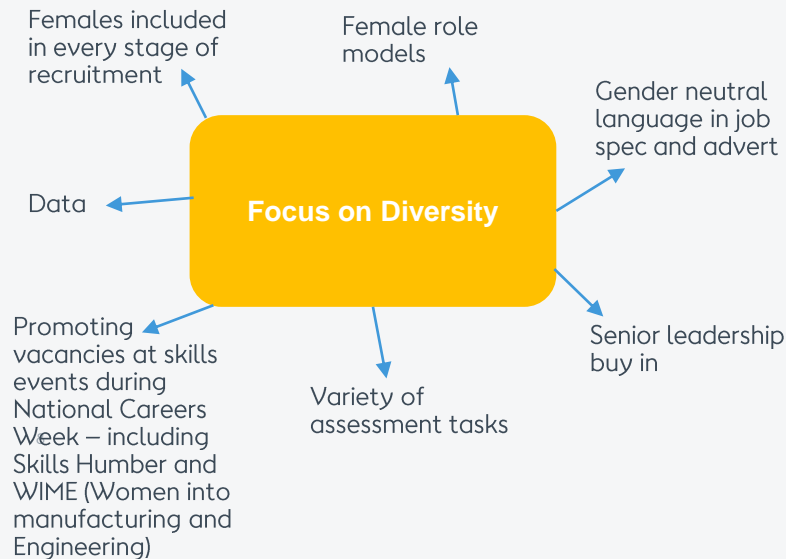 Females included
in every stage of
recruitment
Female role
models
Gender neutral
language in job
spec and advert
Data
Focus on Diversity
Senior leadership
buy in
Promoting
vacancies at skills
events during
National Careers
Week – including
Skills Humber and
WIME (Women into
manufacturing and
Engineering)
Variety of
assessment tasks